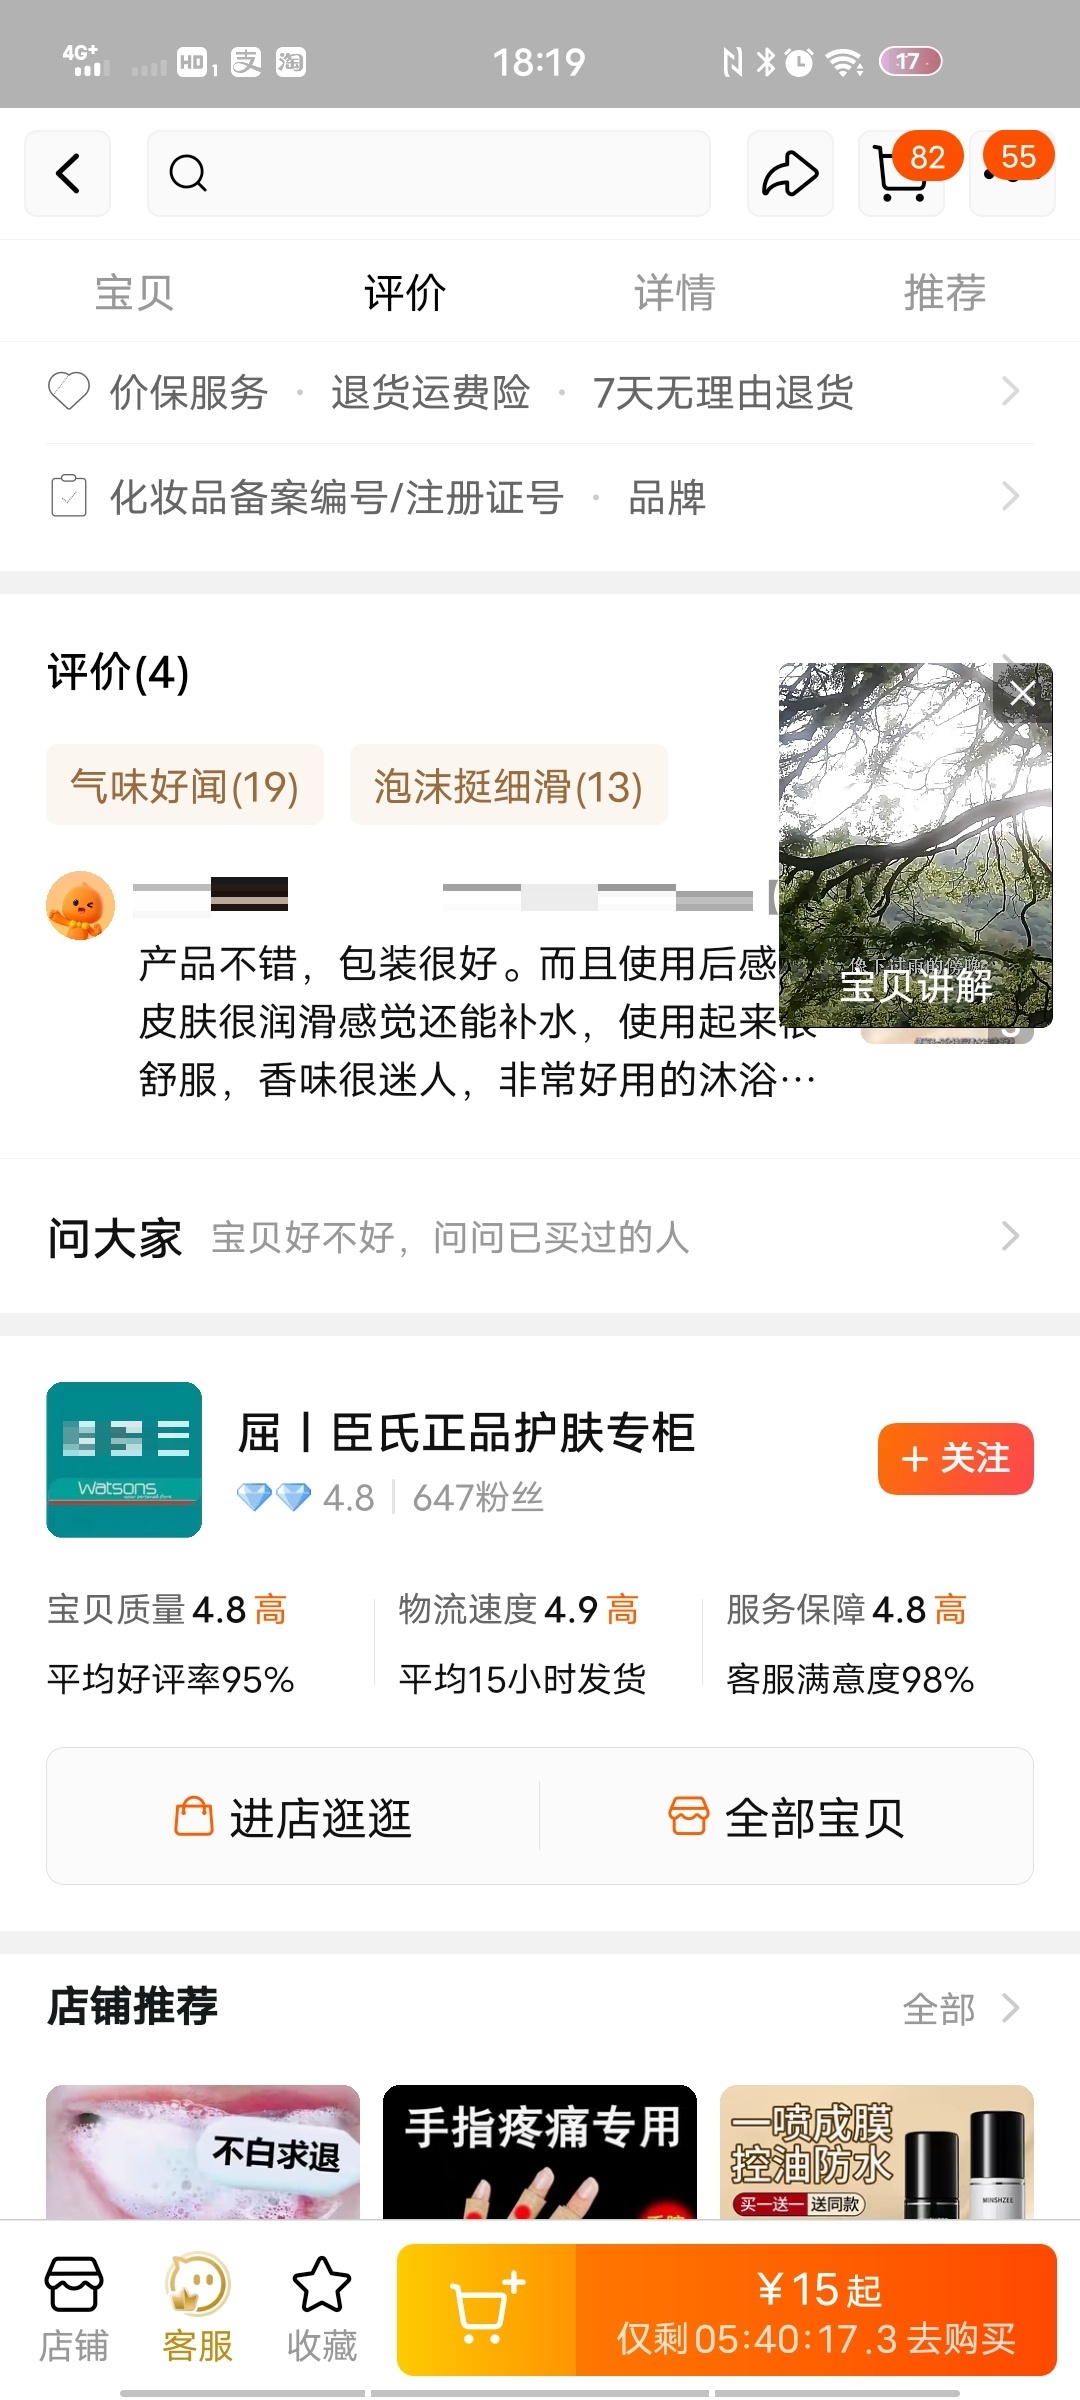 4G+
HD 1 支 淘
18:19
17
82
55
宝贝
评价
详情
推荐
价保服务 · 退货运费险 · 7天无理由退货
化妆品备案编号/注册证号 · 品牌
评价(4)
气味好闻(19)
泡沫挺细滑(13)
宝贝讲解
产品不错，包装很好。而且使用后感
皮肤很润滑感觉还能补水，使用起来很
舒服，香味很迷人，非常好用的沐浴…
问大家 宝贝好不好，问问已买过的人
Watsons
屈丨臣氏正品护肤专柜
4.8 | 647粉丝
+ 关注
宝贝质量4.8高
物流速度4.9高
服务保障4.8高
平均好评率95%
平均15小时发货
客服满意度98%
进店逛逛
全部宝贝
店铺推荐
全部
不白求退
手指疼痛专用
一喷成膜
控油防水
买一送一 送同款
MINSHZEE
店铺
客服
收藏
¥15起
仅剩05:40:17.3去购买